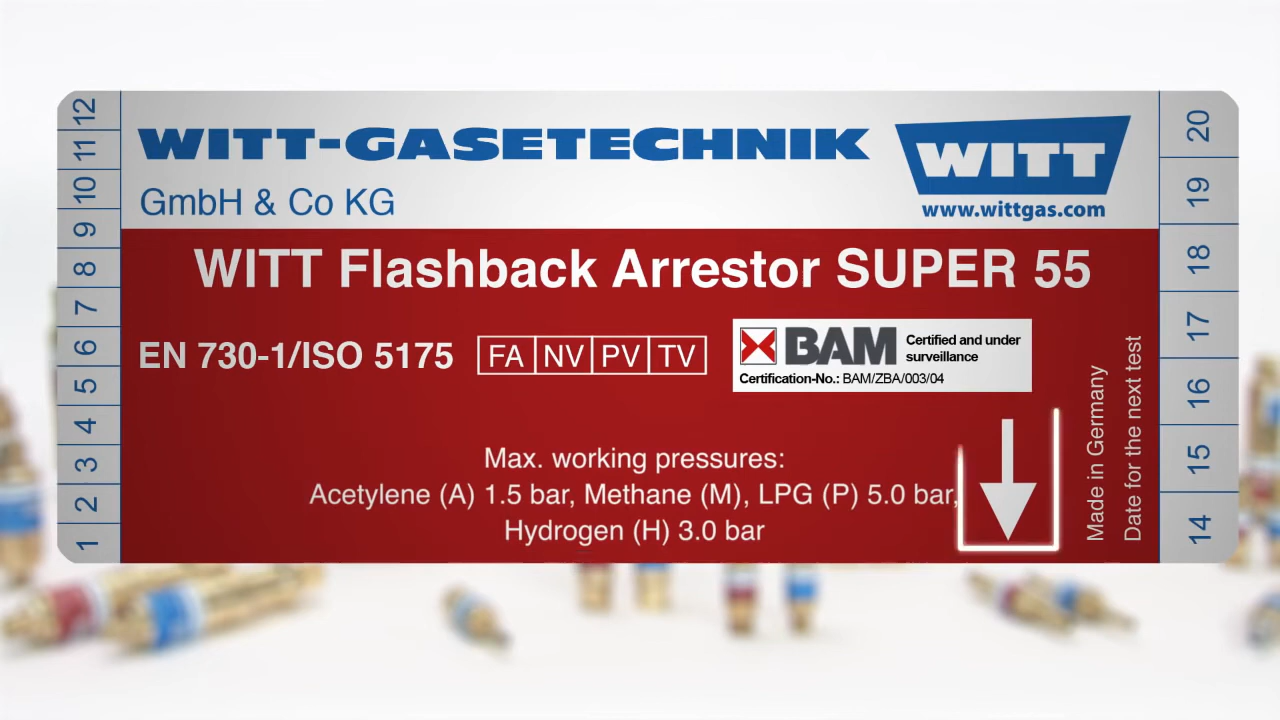 WITT-GASETECHNIK
GmbH & Co KG
WITT
www.wittgas.com
WITT Flashback Arrestor SUPER 55
EN 730-1/ISO 5175
FA NV PV TV
BAM
Certified and under
surveillance
Certification-No.: BAM/ZBA/003/04
Max. working pressures:
Acetylene (A) 1.5 bar, Methane (M), LPG (P) 5.0 bar,
Hydrogen (H) 3.0 bar
Made in Germany
Date for the next test
1 2 3 4 5 6 7 8 9 10 11 12
14 15 16 17 18 19 20